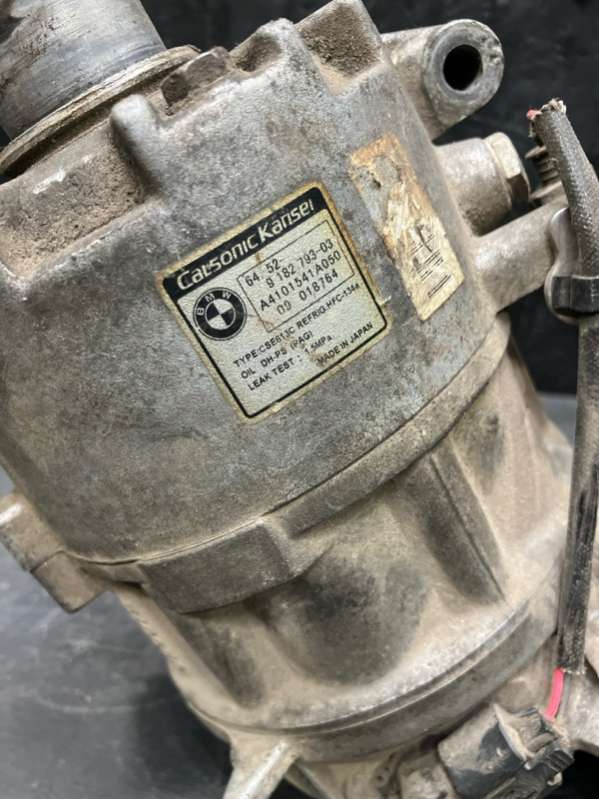 Calsonic Kansei
BMW
64 52
9 182 793-03
A4101541A050
09 018764
TYPE:CSE613C REFRIG.HFC-134a
OIL DH-PS (PAG)
LEAK TEST : 1.5MPa
MADE IN JAPAN